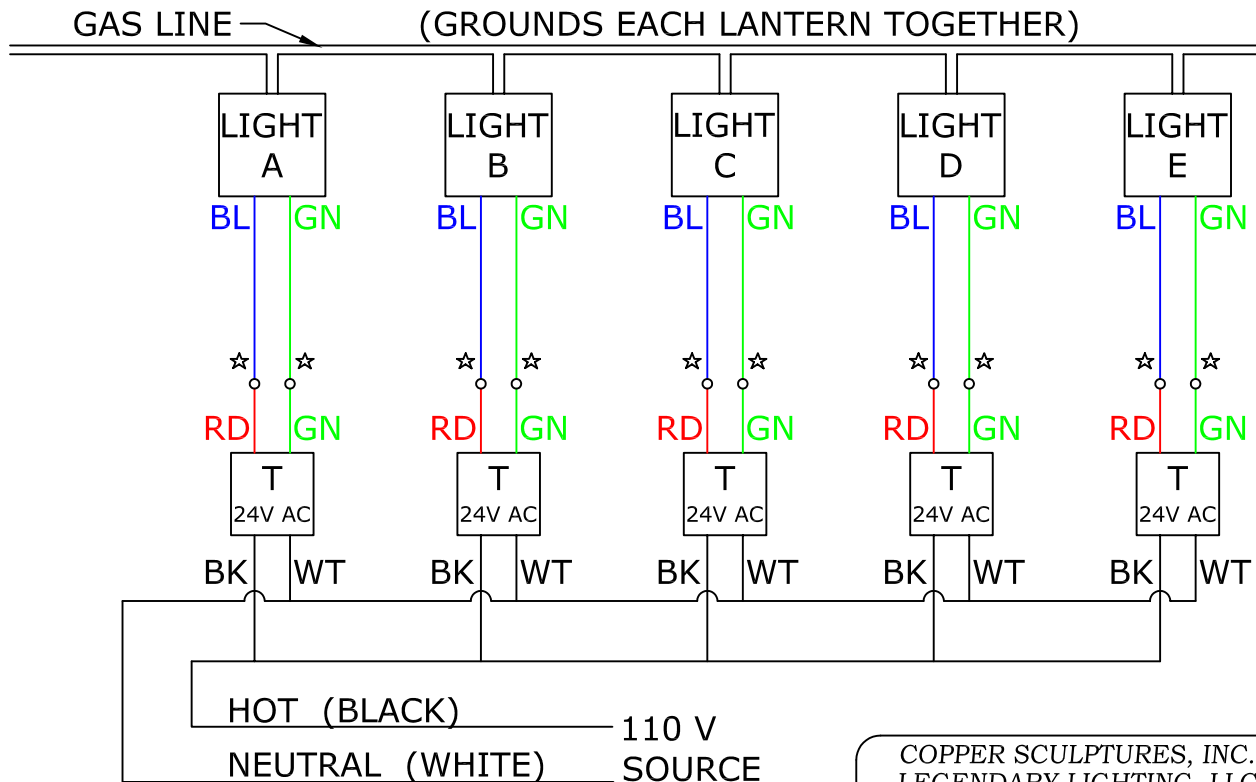 GAS LINE (GROUNDS EACH LANTERN TOGETHER)
LIGHT LIGHT LIGHT LIGHT LIGHT
A B C D E
BL GN BL GN BL GN BL GN BL GN
☆ ☆ ☆ ☆ ☆ ☆ ☆ ☆ ☆ ☆
RD GN RD GN RD GN RD GN RD GN
T T T T T
24V AC 24V AC 24V AC 24V AC 24V AC
BK WT BK WT BK WT BK WT BK WT
HOT (BLACK)
110 V
NEUTRAL (WHITE)
SOURCE
COPPER SCULPTURES, INC.
LEGENDARY LIGHTING, LLC